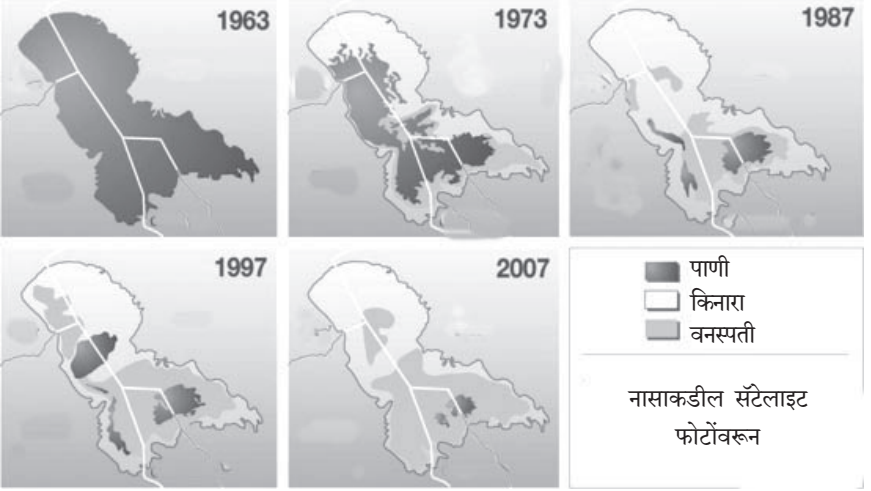 1963
1973
1987
1997
2007
पाणी
किनारा
वनस्पती
नासाकडील सॅटेलाइट
फोटोंवरून